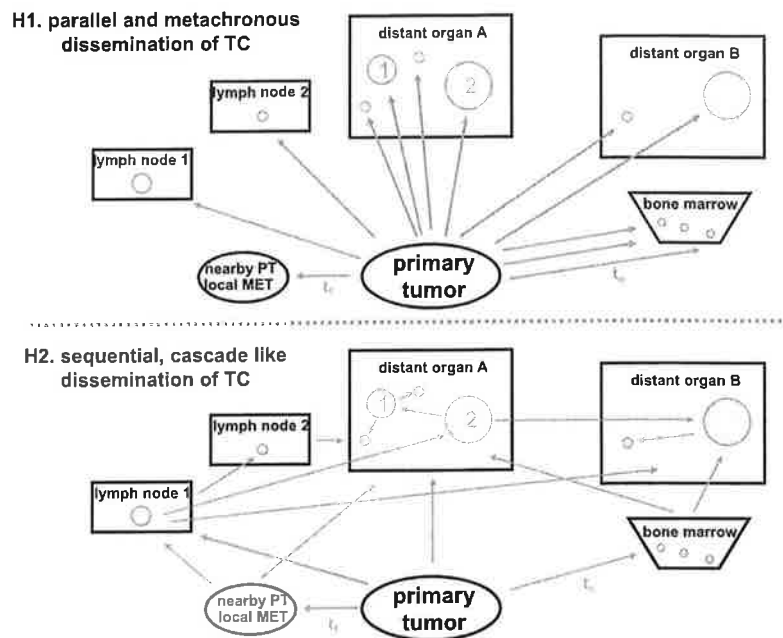 H1. parallel and metachronous
dissemination of TC
distant organ A
1
2
distant organ B
lymph node 2
lymph node 1
bone marrow
nearby PT
local MET
primary
tumor
H2. sequential, cascade like
dissemination of TC
distant organ A
1
2
distant organ B
lymph node 2
lymph node 1
bone marrow
nearby PT
local MET
primary
tumor